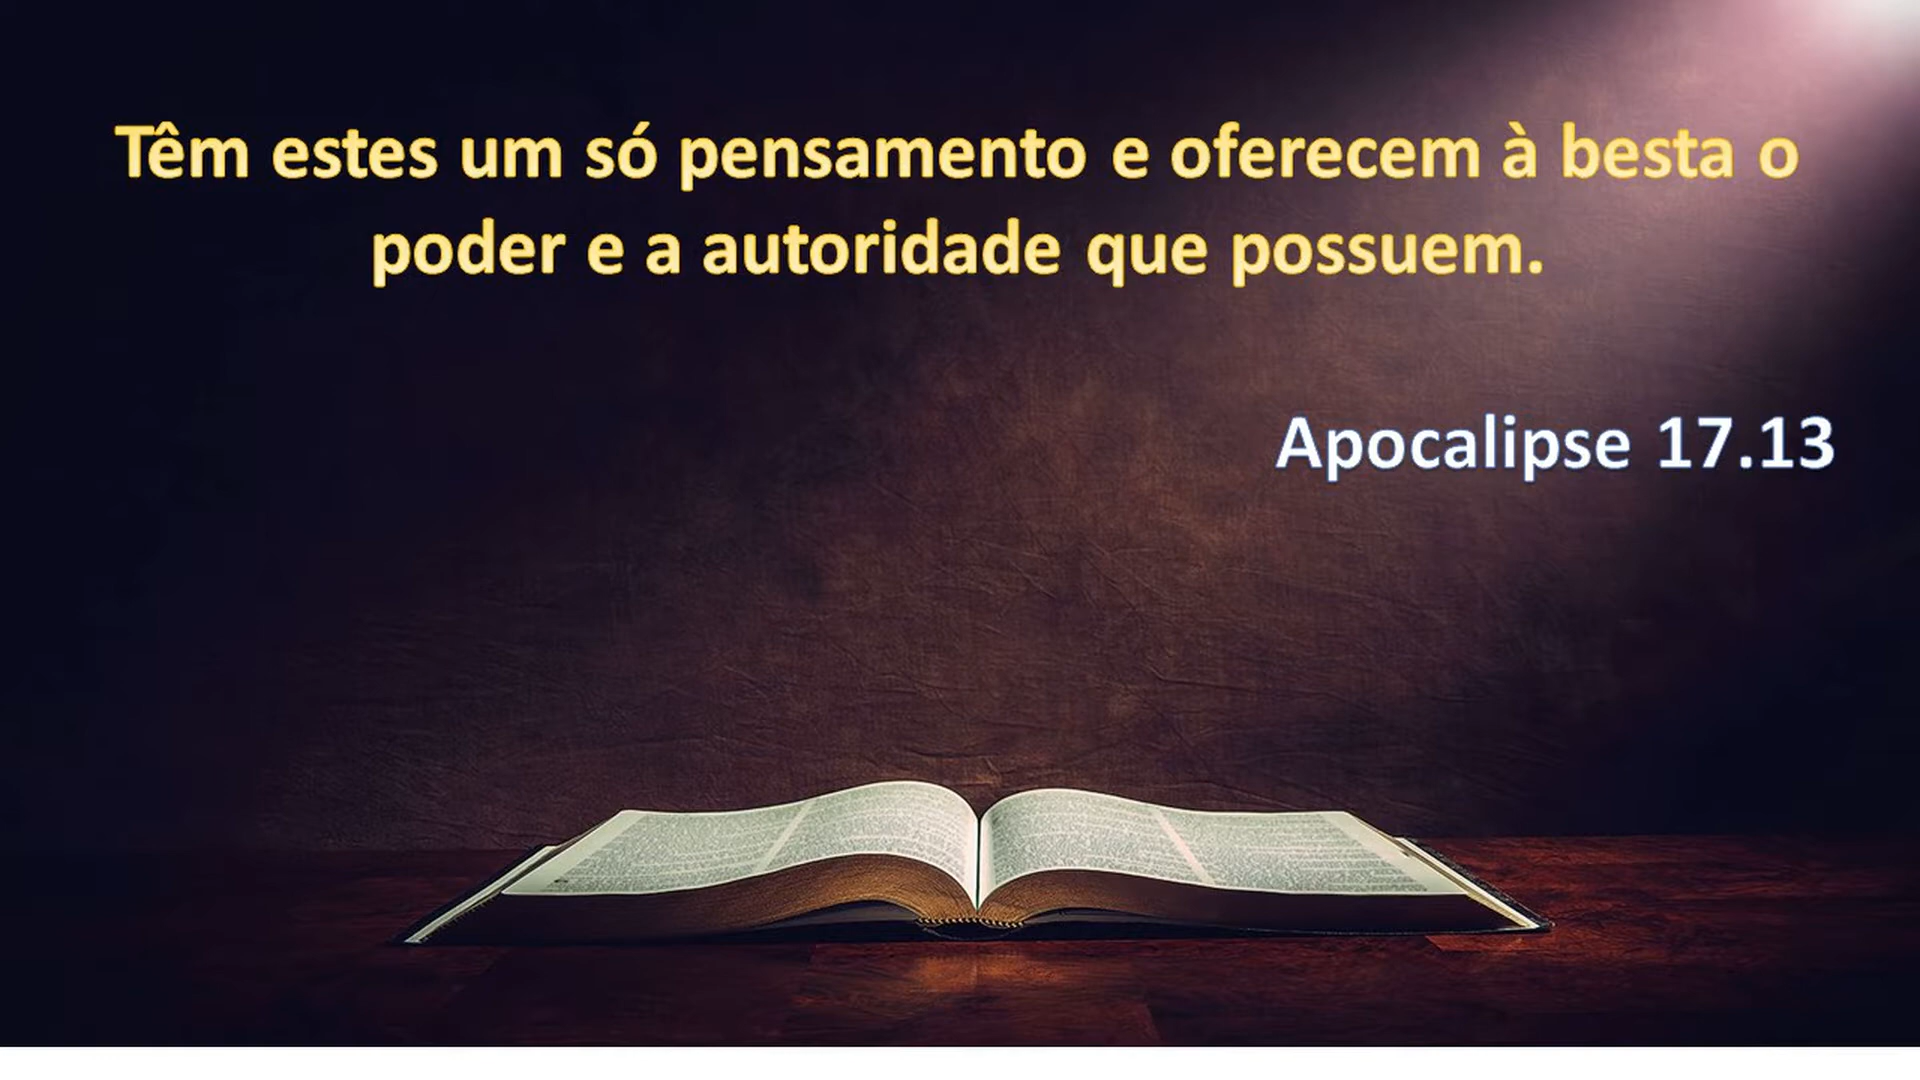 Têm estes um só pensamento e oferecem à besta o
poder e a autoridade que possuem.
Apocalipse 17.13